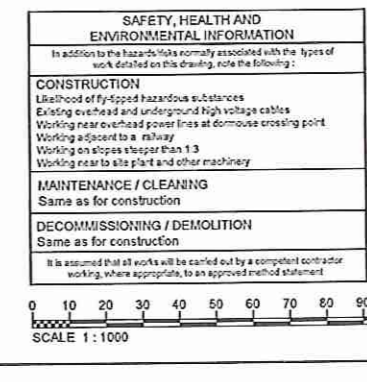 SAFETY, HEALTH AND
ENVIRONMENTAL INFORMATION
In addition to the hazards/risks normally associated with the types of
work detailed on this drawing, note the following :
CONSTRUCTION
Likelihood of fly-tipped hazardous substances
Existing overhead and underground high voltage cables
Working near overhead power lines at dormouse crossing point
Working adjacent to a railway
Working on slopes steeper than 1:3
Working near to site plant and other machinery
MAINTENANCE / CLEANING
Same as for construction
DECOMMISSIONING / DEMOLITION
Same as for construction
It is assumed that all works will be carried out by a competent contractor
working, where appropriate, to an approved method statement
0 10 20 30 40 50 60 70 80 90
SCALE 1 : 1000